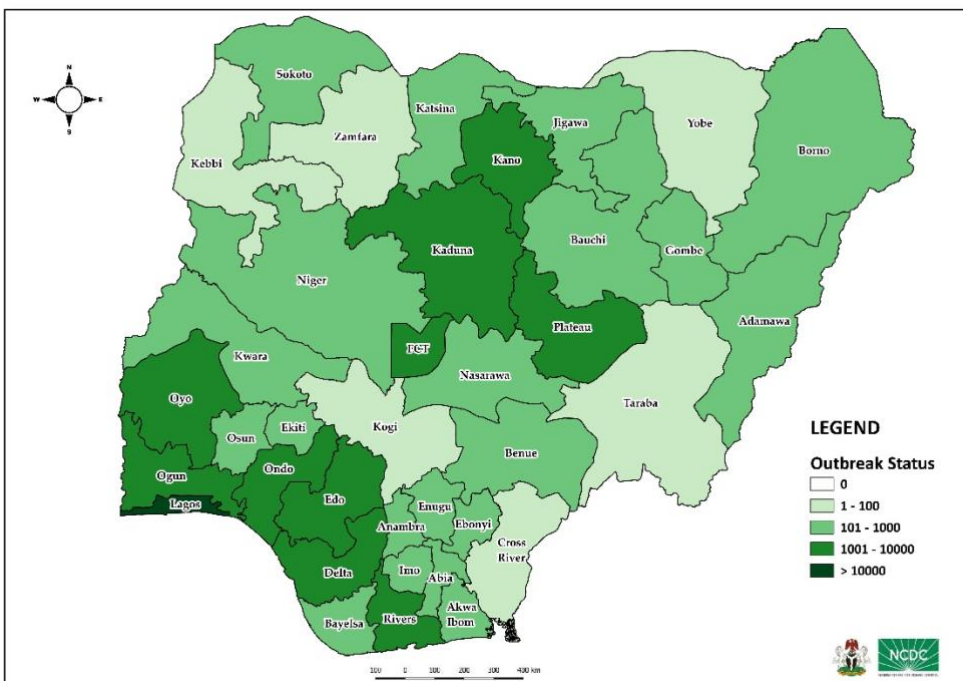 N
W E
S
Sokoto
Katsina
Jigawa
Yobe
Borno
Zamfara
Kebbi
Kano
Kaduna
Bauchi
Gombe
Niger
Adamawa
Plateau
FCT
Kwara
Nasarawa
Taraba
Oyo
Kogi
Osun
Ekiti
Benue
Ogun
Ondo
Edo
Lagos
Enugu
Anambra
Ebonyi
Cross
River
Delta
Imo
Abia
Akwa
Ibom
Bayelsa
Rivers
LEGEND
Outbreak Status
0
1 - 100
101 - 1000
1001 - 10000
> 10000
100 0 100 200 300 400 km
NCDC